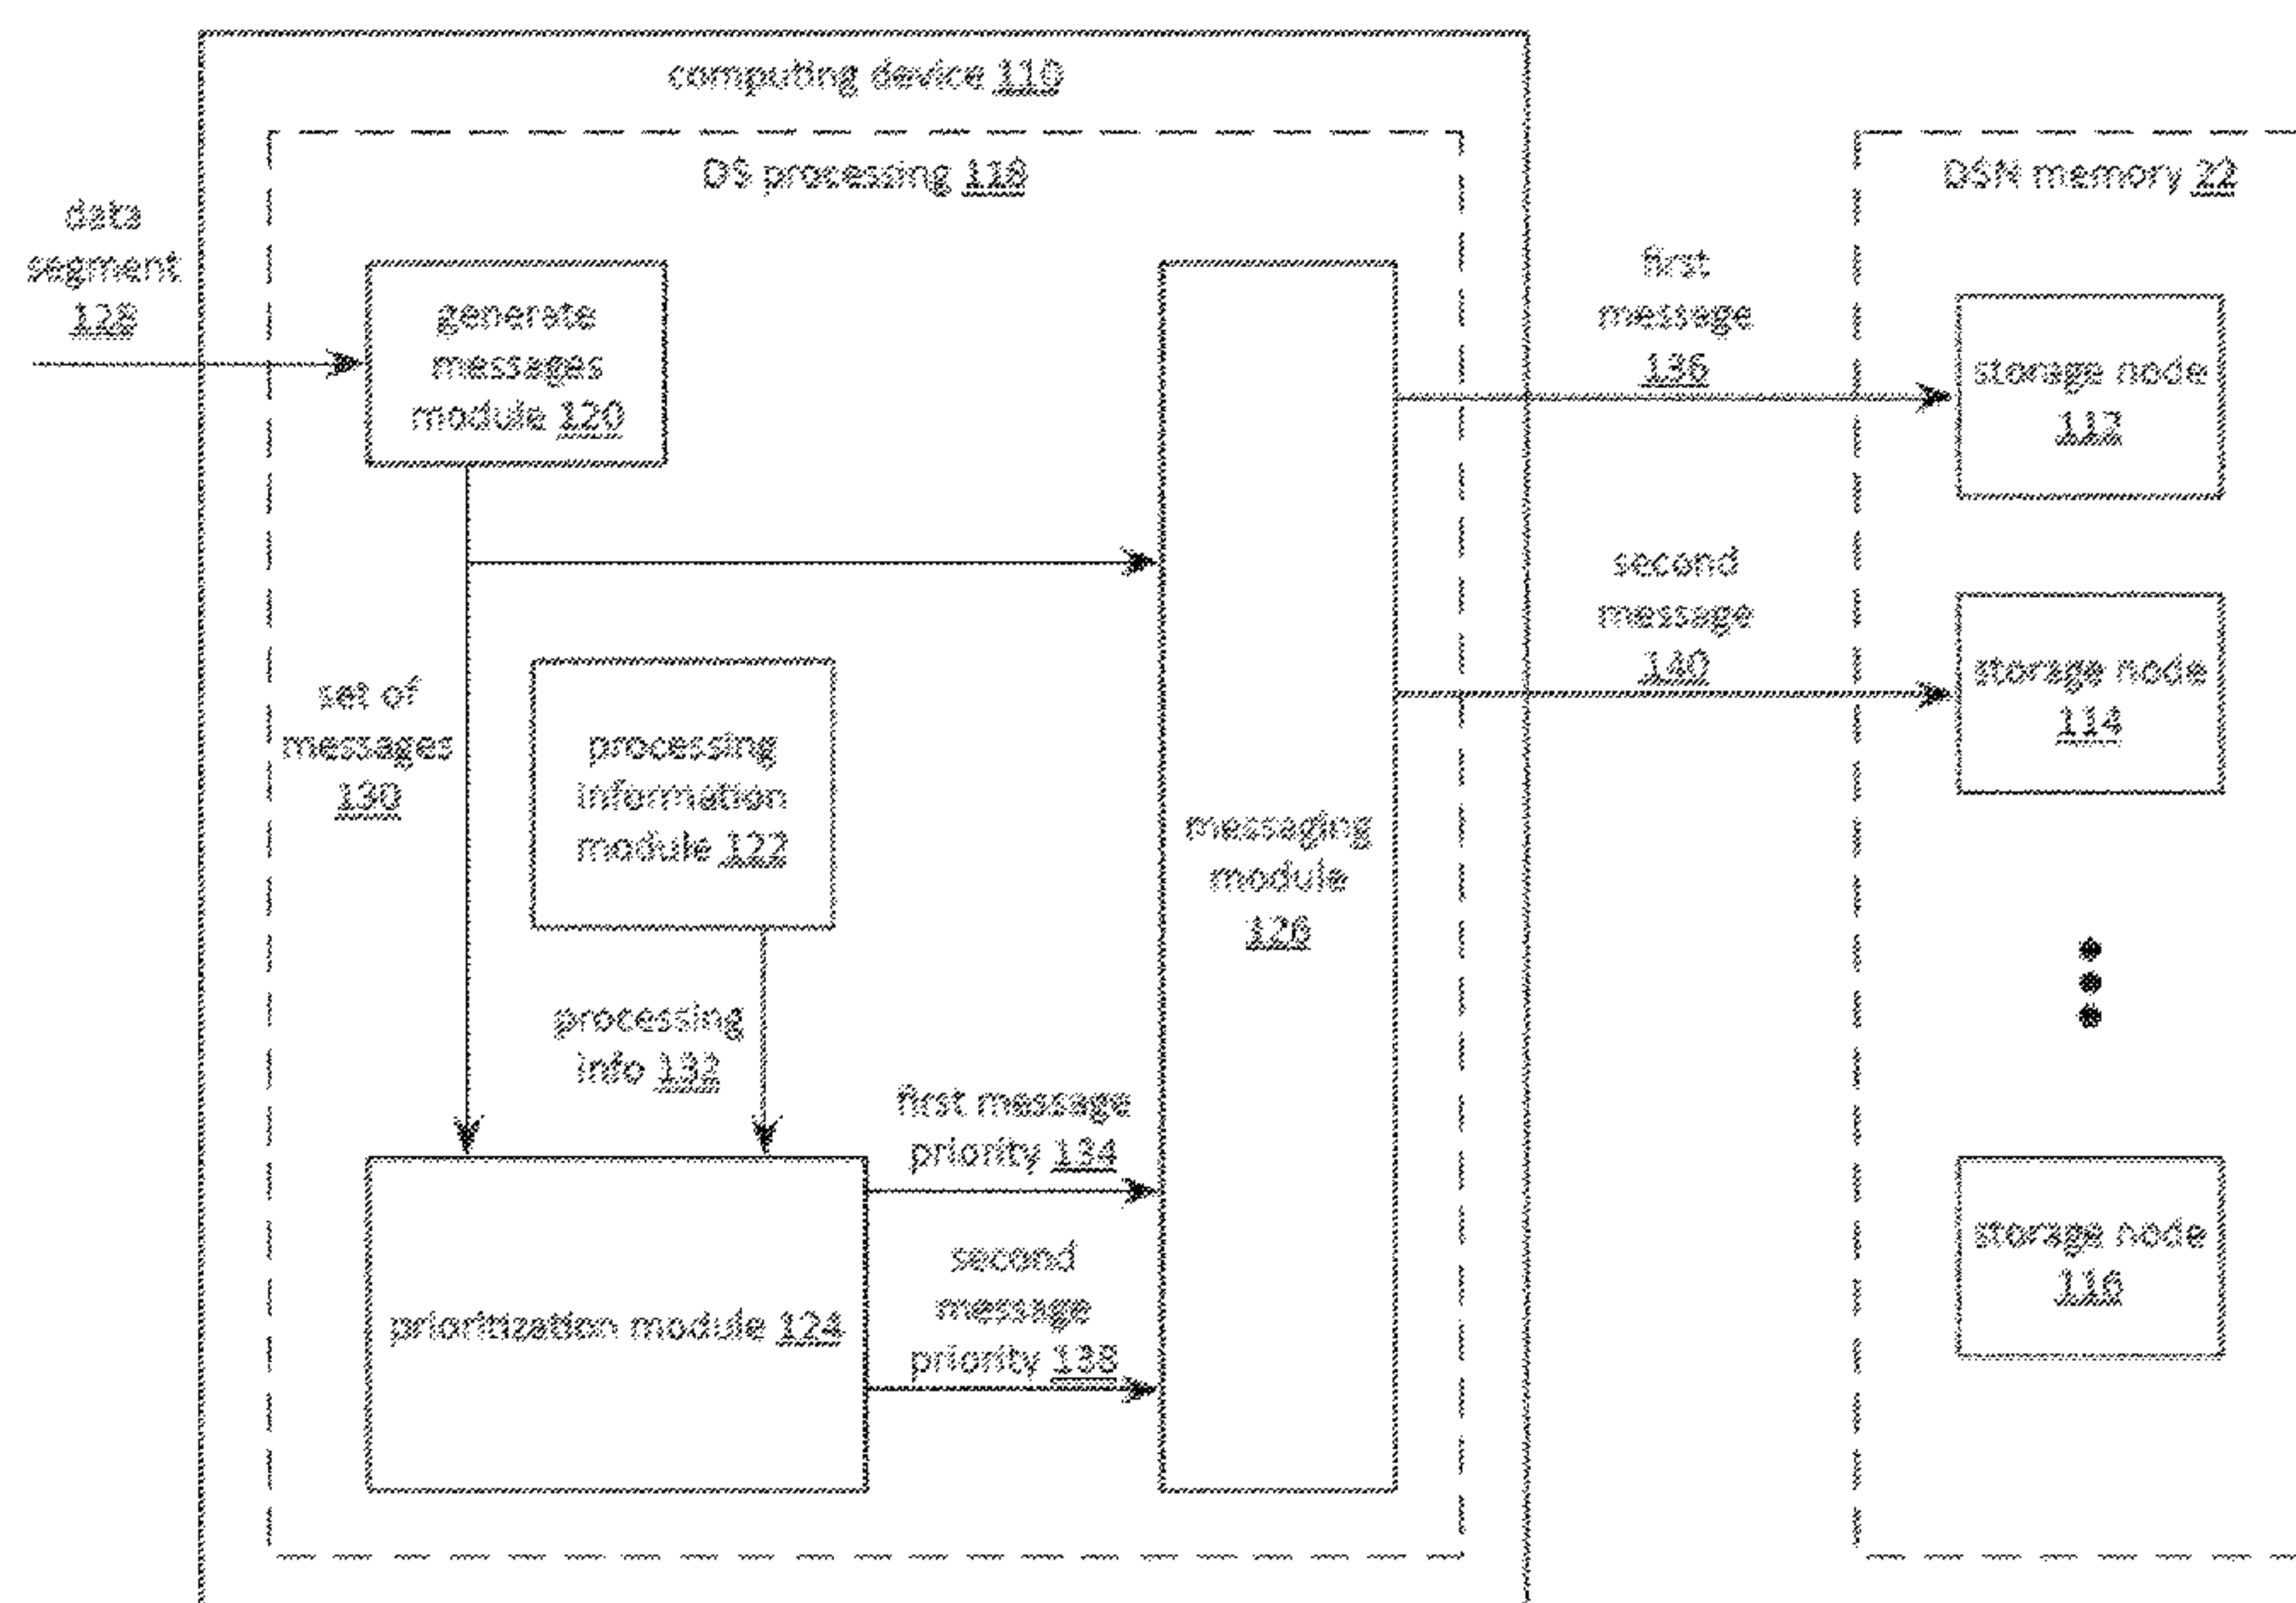 computing device 110
DS processing 118
DSN memory 22
data
segment
128
generate
messages
module 120
first
message
136
storage node
112
second
message
140
storage node
114
set of
messages
130
processing
information
module 122
messaging
module
126
processing
info 132
first message
priority 134
second
message
priority 138
prioritization module 124
storage node
116